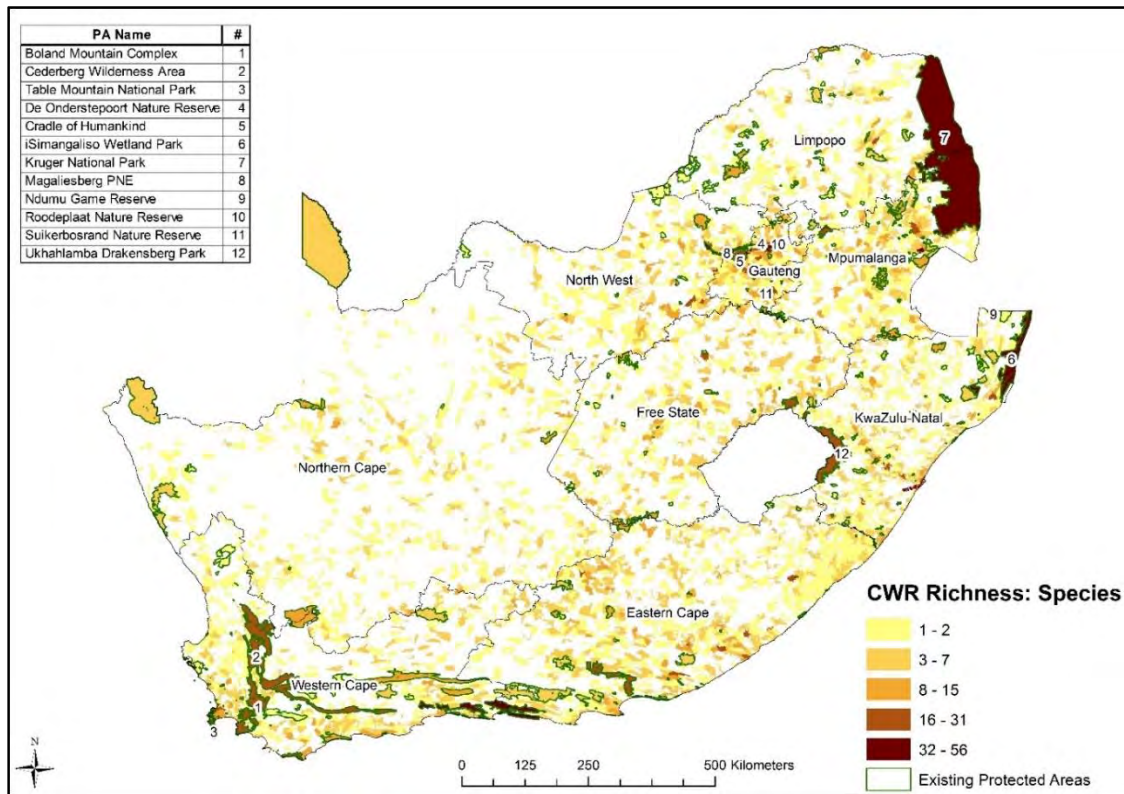 PA Name #
Boland Mountain Complex 1
Cederberg Wilderness Area 2
Table Mountain National Park 3
De Onderstepoort Nature Reserve 4
Cradle of Humankind 5
iSimangaliso Wetland Park 6
Kruger National Park 7
Magaliesberg PNE 8
Ndumu Game Reserve 9
Roodeplaat Nature Reserve 10
Suikerbosrand Nature Reserve 11
Ukhahlamba Drakensberg Park 12
7
Limpopo
4 10
8
5
Gauteng
Mpumalanga
North West
11
9
6
Free State
KwaZulu-Natal
12
Northern Cape
Eastern Cape
2
Western Cape
1
3
CWR Richness: Species
1 - 2
3 - 7
8 - 15
16 - 31
32 - 56
Existing Protected Areas
N
0 125 250 500 Kilometers